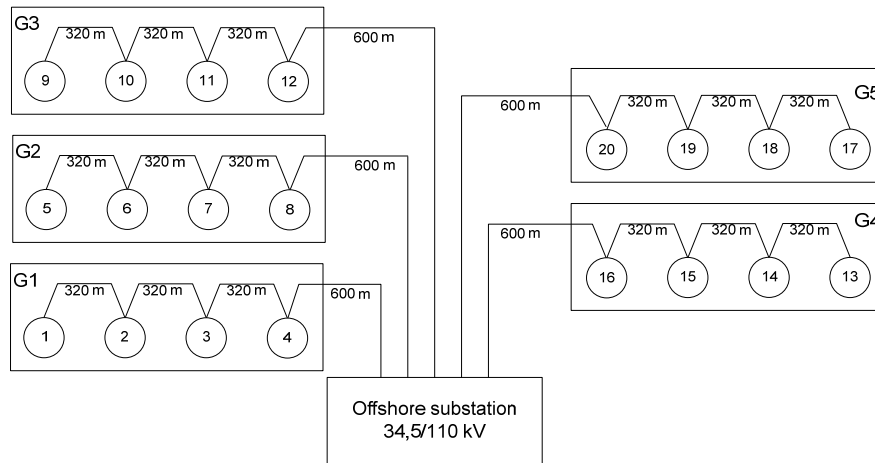 G3
320 m 320 m 320 m
600 m
9 10 11 12
G2
320 m 320 m 320 m
600 m
5 6 7 8
G1
320 m 320 m 320 m
600 m
1 2 3 4
G5
600 m
320 m 320 m 320 m
20 19 18 17
G4
600 m
320 m 320 m 320 m
16 15 14 13
Offshore substation
34,5/110 kV